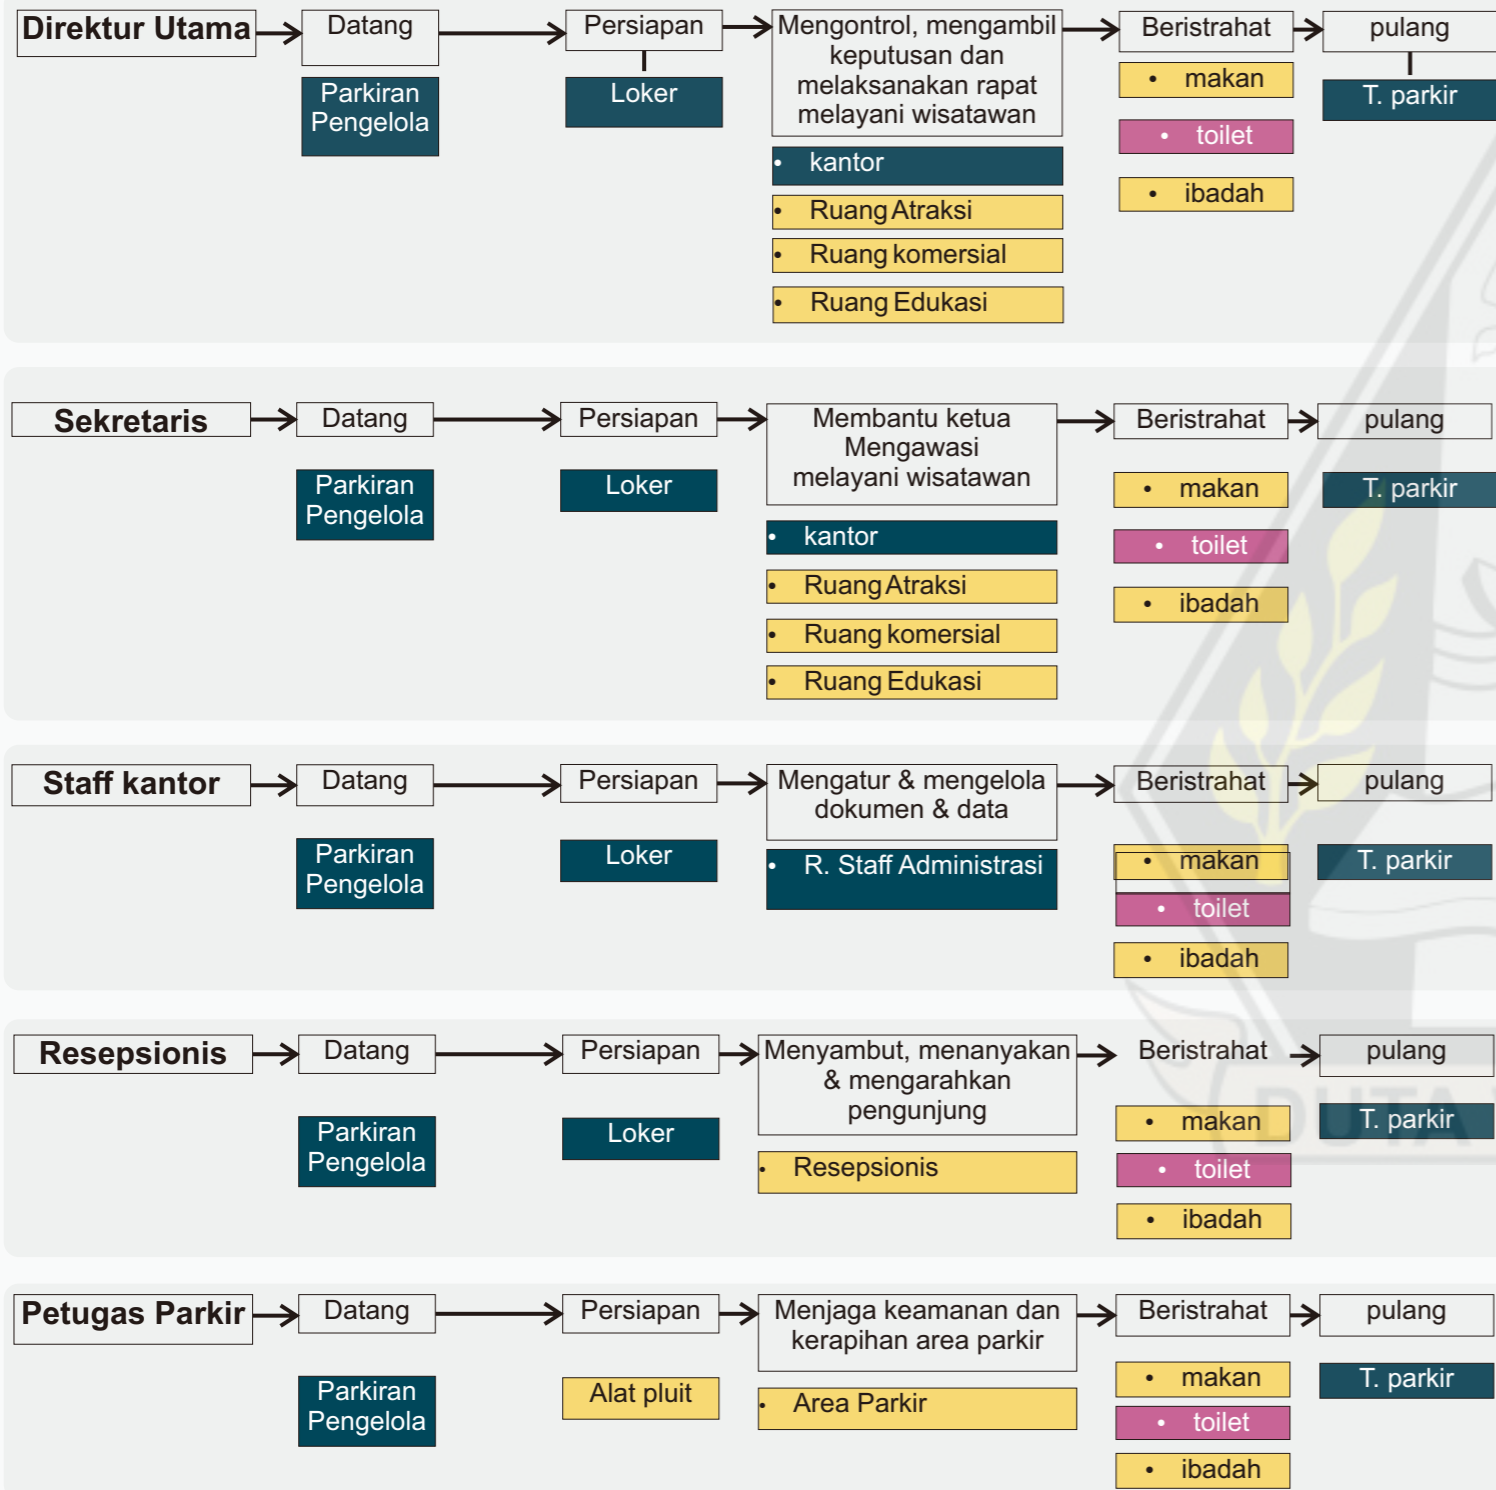 Direktur Utama
Datang
Persiapan
Mengontrol, mengambil
keputusan dan
melaksanakan rapat
melayani wisatawan
Beristrahat
pulang
Parkiran
Pengelola
Loker
• kantor
• Ruang Atraksi
• Ruang komersial
• Ruang Edukasi
• makan
• toilet
• ibadah
T. parkir
Sekretaris
Datang
Persiapan
Membantu ketua
Mengawasi
melayani wisatawan
Beristrahat
pulang
Parkiran
Pengelola
Loker
• kantor
• Ruang Atraksi
• Ruang komersial
• Ruang Edukasi
• makan
• toilet
• ibadah
T. parkir
Staff kantor
Datang
Persiapan
Mengatur & mengelola
dokumen & data
Beristrahat
pulang
Parkiran
Pengelola
Loker
• R. Staff Administrasi
• makan
• toilet
• ibadah
T. parkir
Resepsionis
Datang
Persiapan
Menyambut, menanyakan
& mengarahkan
pengunjung
Beristrahat
pulang
Parkiran
Pengelola
Loker
• Resepsionis
• makan
• toilet
• ibadah
T. parkir
DUTA
Petugas Parkir
Datang
Persiapan
Menjaga keamanan dan
kerapihan area parkir
Beristrahat
pulang
Parkiran
Pengelola
Alat pluit
• Area Parkir
• makan
• toilet
• ibadah
T. parkir